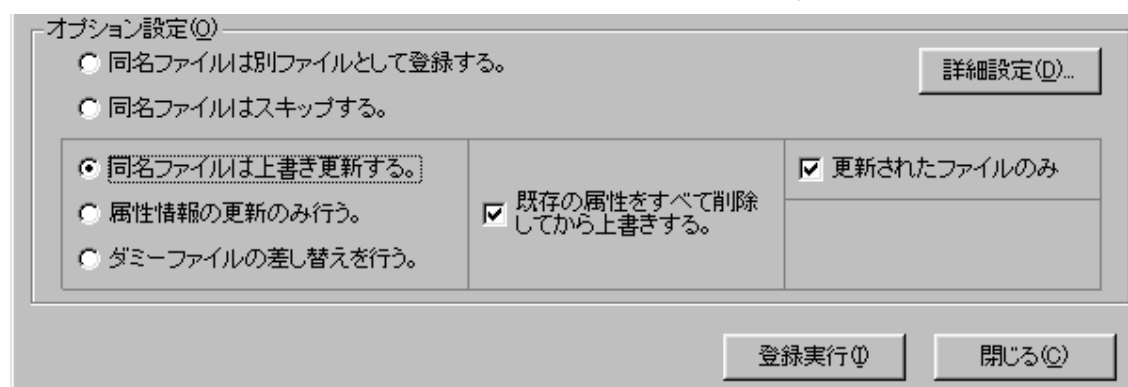 オプション設定(O)
同名ファイルは別ファイルとして登録する。
詳細設定(D)...
同名ファイルはスキップする。
同名ファイルは上書き更新する。
更新されたファイルのみ
属性情報の更新のみ行う。
既存の属性をすべて削除
してから上書きする。
ダミーファイルの差し替えを行う。
登録実行(I)
閉じる(C)